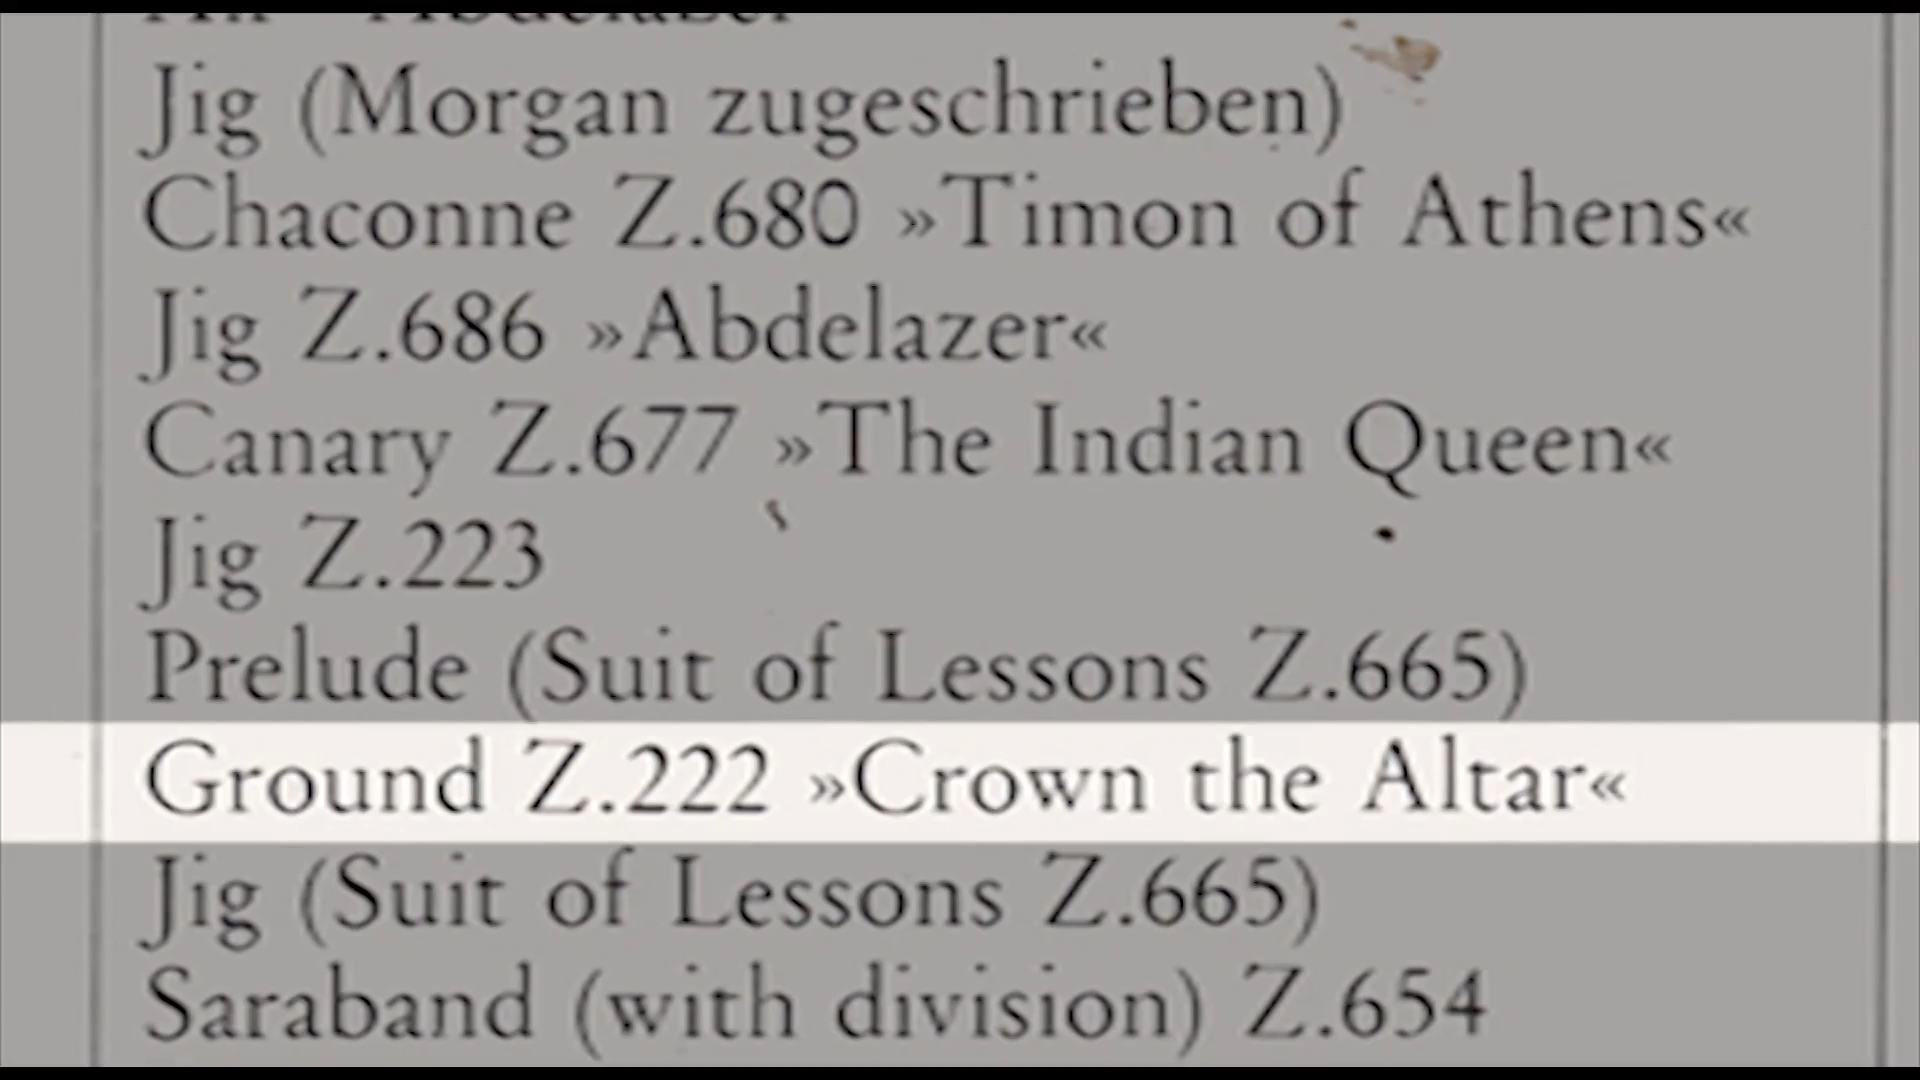 Jig (Morgan zugeschrieben)
Chaconne Z.680 »Timon of Athens«
Jig Z.686 »Abdelazer«
Canary Z.677 »The Indian Queen«
Jig Z.223
Prelude (Suit of Lessons Z.665)
Ground Z.222 »Crown the Altar«
Jig (Suit of Lessons Z.665)
Saraband (with division) Z.654